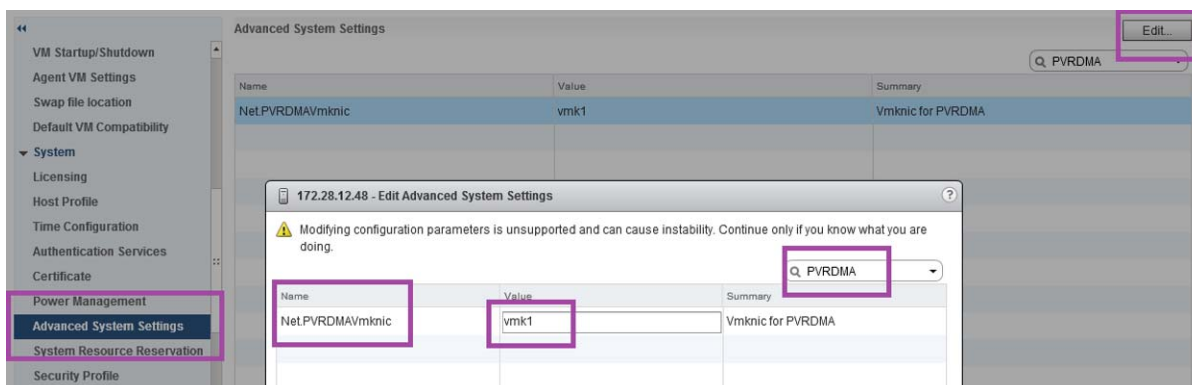 Advanced System Settings
Edit...
PVRDMA
VM Startup/Shutdown
Agent VM Settings
Swap file location
Default VM Compatibility
System
Licensing
Host Profile
Time Configuration
Authentication Services
Certificate
Power Management
Advanced System Settings
System Resource Reservation
Security Profile
Name Value Summary
Net.PVRDMAVmknic vmk1 Vmknic for PVRDMA
172.28.12.48 - Edit Advanced System Settings ?
Modifying configuration parameters is unsupported and can cause instability. Continue only if you know what you are
doing.
PVRDMA
Name Value Summary
Net.PVRDMAVmknic vmk1 Vmknic for PVRDMA